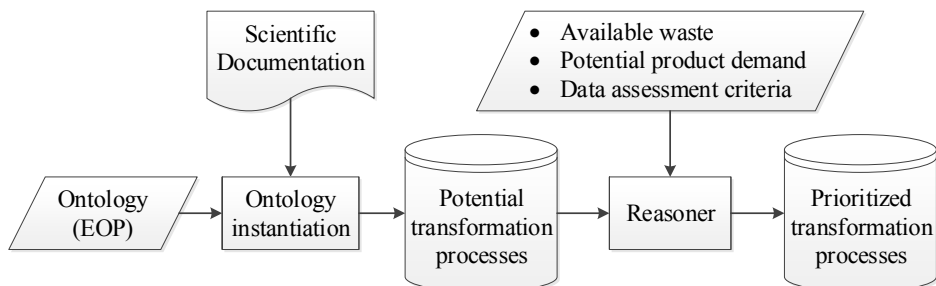 Scientific
Documentation
• Available waste
• Potential product demand
• Data assessment criteria
Ontology
(EOP)
Ontology
instantiation
Potential
transformation
processes
Reasoner
Prioritized
transformation
processes